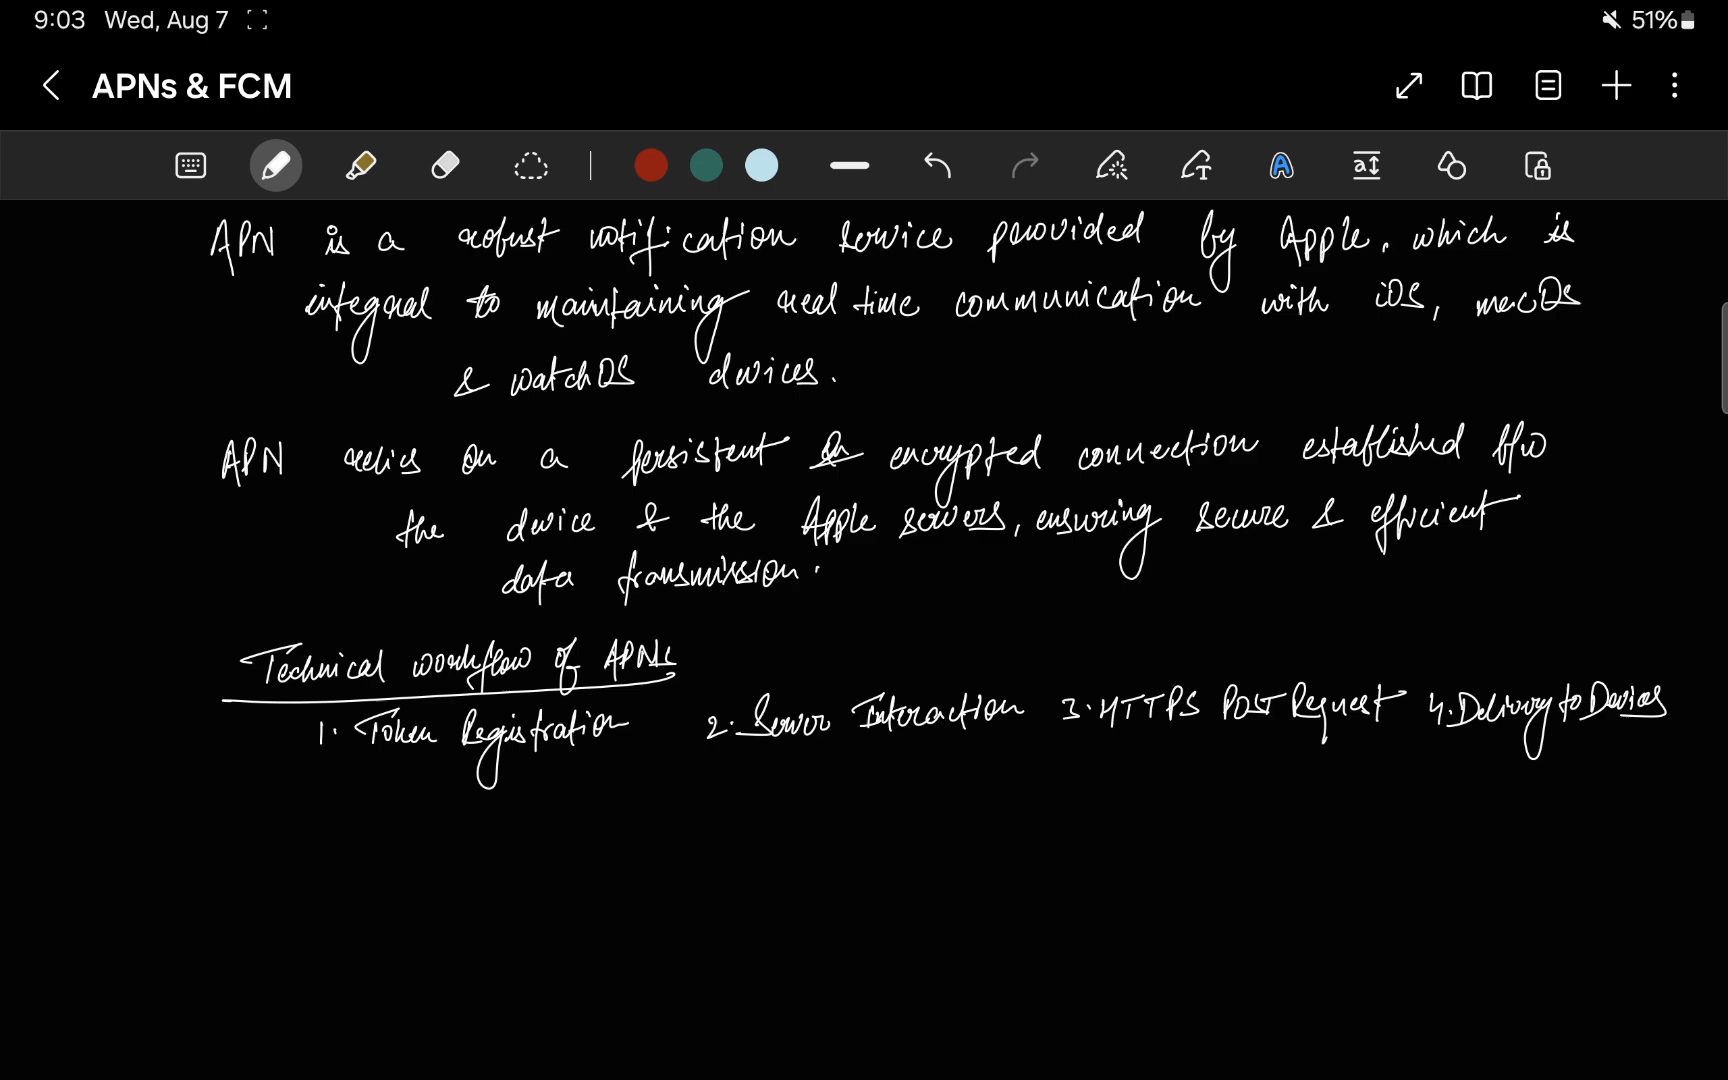 9:03 Wed, Aug 7 51%
APNs & FCM
APN is a robust notification service provided by Apple, which is
integral to maintaining real time communication with iOS, macOS
& watchOS devices.
APN relies on a persistent & encrypted connection established b/w
the device & the Apple servers, ensuring secure & efficient
data transmission.
Technical workflow of APNs
1. Token Registration 2. Server Interaction 3. HTTPS POST Request 4. Delivery to Devices